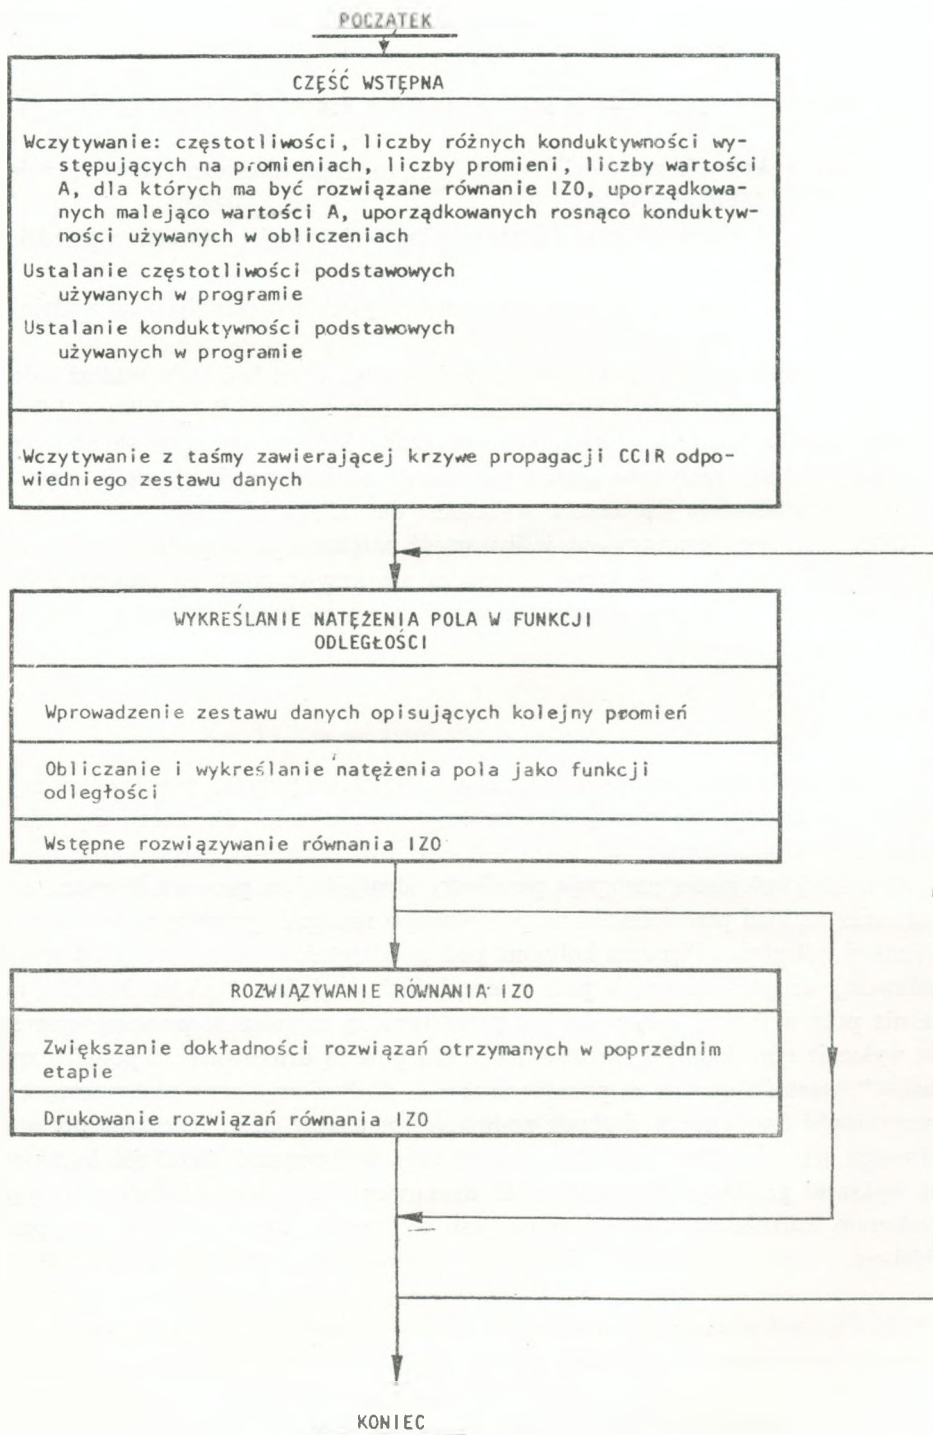 POCZATEK
CZĘŚĆ WSTĘPNA
Wczytywanie: częstotliwości, liczby różnych konduktywności wy-
stępujących na promieniach, liczby promieni, liczby wartości
A, dla których ma być rozwiązane równanie IZO, uporządkowa-
nych malejąco wartości A, uporządkowanych rosnąco konduktyw-
ności używanych w obliczeniach
Ustalanie częstotliwości podstawowych
używanych w programie
Ustalanie konduktywności podstawowych
używanych w programie
Wczytywanie z taśmy zawierającej krzywe propagacji CCIR odpo-
wiedniego zestawu danych
WYKREŚLANIE NATĘŻENIA POLA W FUNKCJI
ODLEGŁOŚCI
Wprowadzenie zestawu danych opisujących kolejny promień
Obliczanie i wykreślanie natężenia pola jako funkcji
odległości
Wstępne rozwiązywanie równania IZO
ROZWIĄZYWANIE RÓWNANIA IZO
Zwiększanie dokładności rozwiązań otrzymanych w poprzednim
etapie
Drukowanie rozwiązań równania IZO
KONIEC